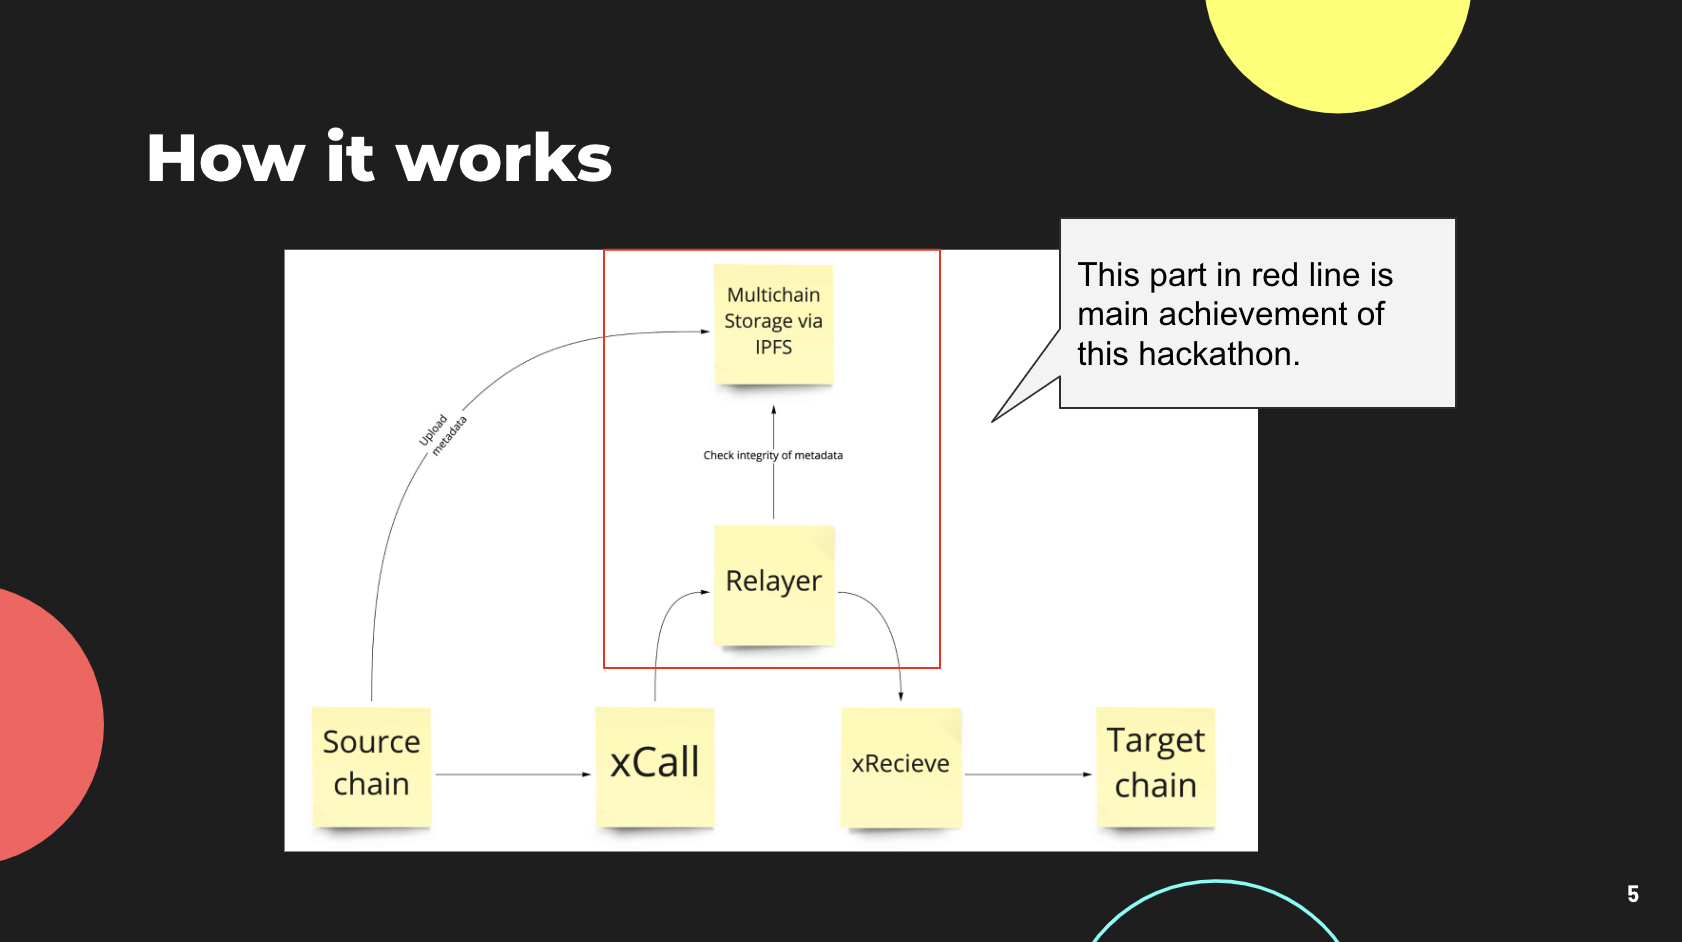 How it works
This part in red line is
main achievement of
this hackathon.
Multichain
Storage via
IPFS
Upload
metadata
Check integrity of metadata
Relayer
Source
chain
xCall
xRecieve
Target
chain
5